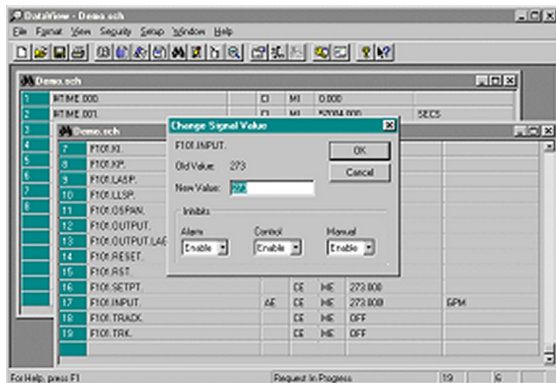 DataView - Demo.sch
File Format View Security Setup Window Help
Demo.sch
1 #TIME.000. CI MI 0.000
2 #TIME.001. CI MI SECS
3
4
5
6
7
8
Demo.sch
7 F101.KI.
8 F101.KP.
9 F101.LASP.
10 F101.LLSP.
11 F101.OSPAN.
12 F101.OUTPUT.
13 F101.OUTPUT.LAG
14 F101.RESET.
15 F101.RST.
16 F101.SETPT. CE ME 273.000
17 F101.INPUT. AE CE ME 273.000 GPM
18 F101.TRACK. CE ME OFF
19 F101.TRK. CE ME OFF
Change Signal Value
F101.INPUT.
Old Value: 273
New Value:
OK
Cancel
Inhibits
Alarm Control Manual
Enable Enable Enable
For Help, press F1 Request In Progress 19 6